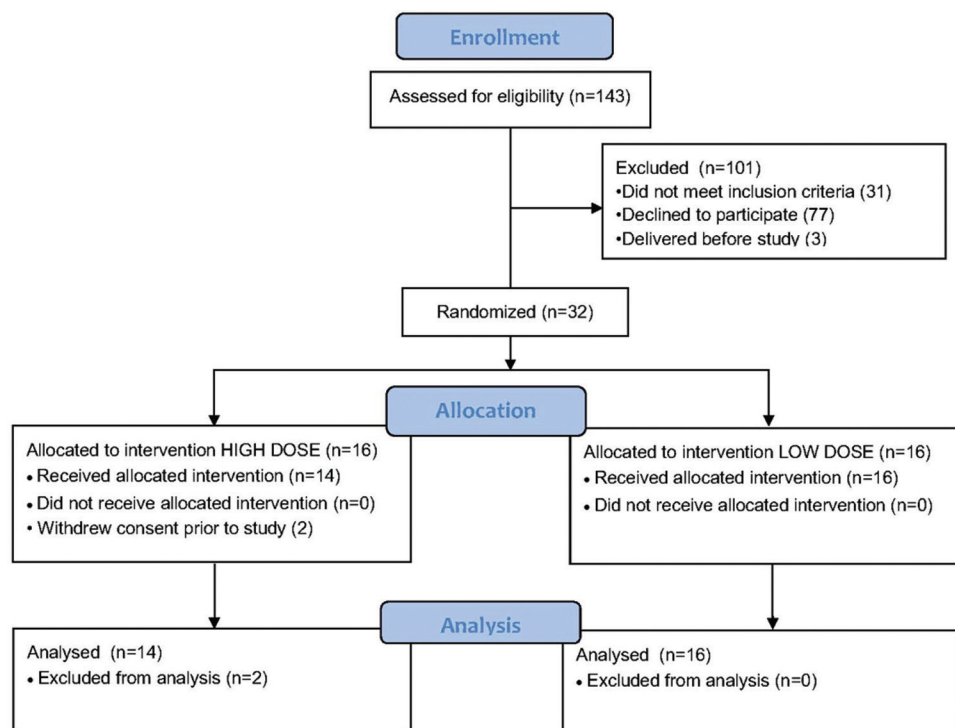 Enrollment
Assessed for eligibility (n=143)
Excluded (n=101)
•Did not meet inclusion criteria (31)
•Declined to participate (77)
•Delivered before study (3)
Randomized (n=32)
Allocation
Allocated to intervention HIGH DOSE (n=16)
• Received allocated intervention (n=14)
• Did not receive allocated intervention (n=0)
• Withdrew consent prior to study (2)
Allocated to intervention LOW DOSE (n=16)
• Received allocated intervention (n=16)
• Did not receive allocated intervention (n=0)
Analysis
Analysed (n=14)
• Excluded from analysis (n=2)
Analysed (n=16)
• Excluded from analysis (n=0)